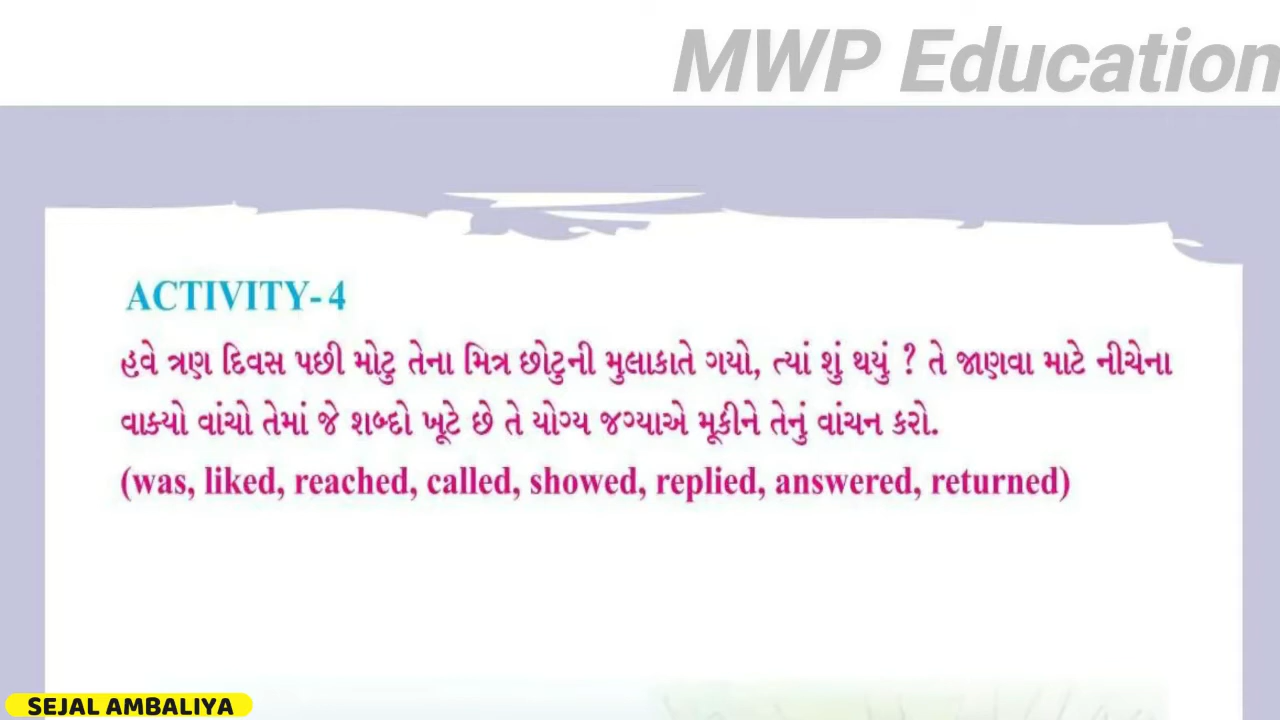 MWP Education
ACTIVITY- 4
હવે ત્રણ દિવસ પછી મોટુ તેના મિત્ર છોટુની મુલાકાતે ગયો, ત્યાં શું થયું ? તે જાણવા માટે નીચેના
વાક્યો વાંચો તેમાં જે શબ્દો ખૂટે છે તે યોગ્ય જગ્યાએ મૂકીને તેનું વાંચન કરો.
(was, liked, reached, called, showed, replied, answered, returned)
SEJAL AMBALIYA